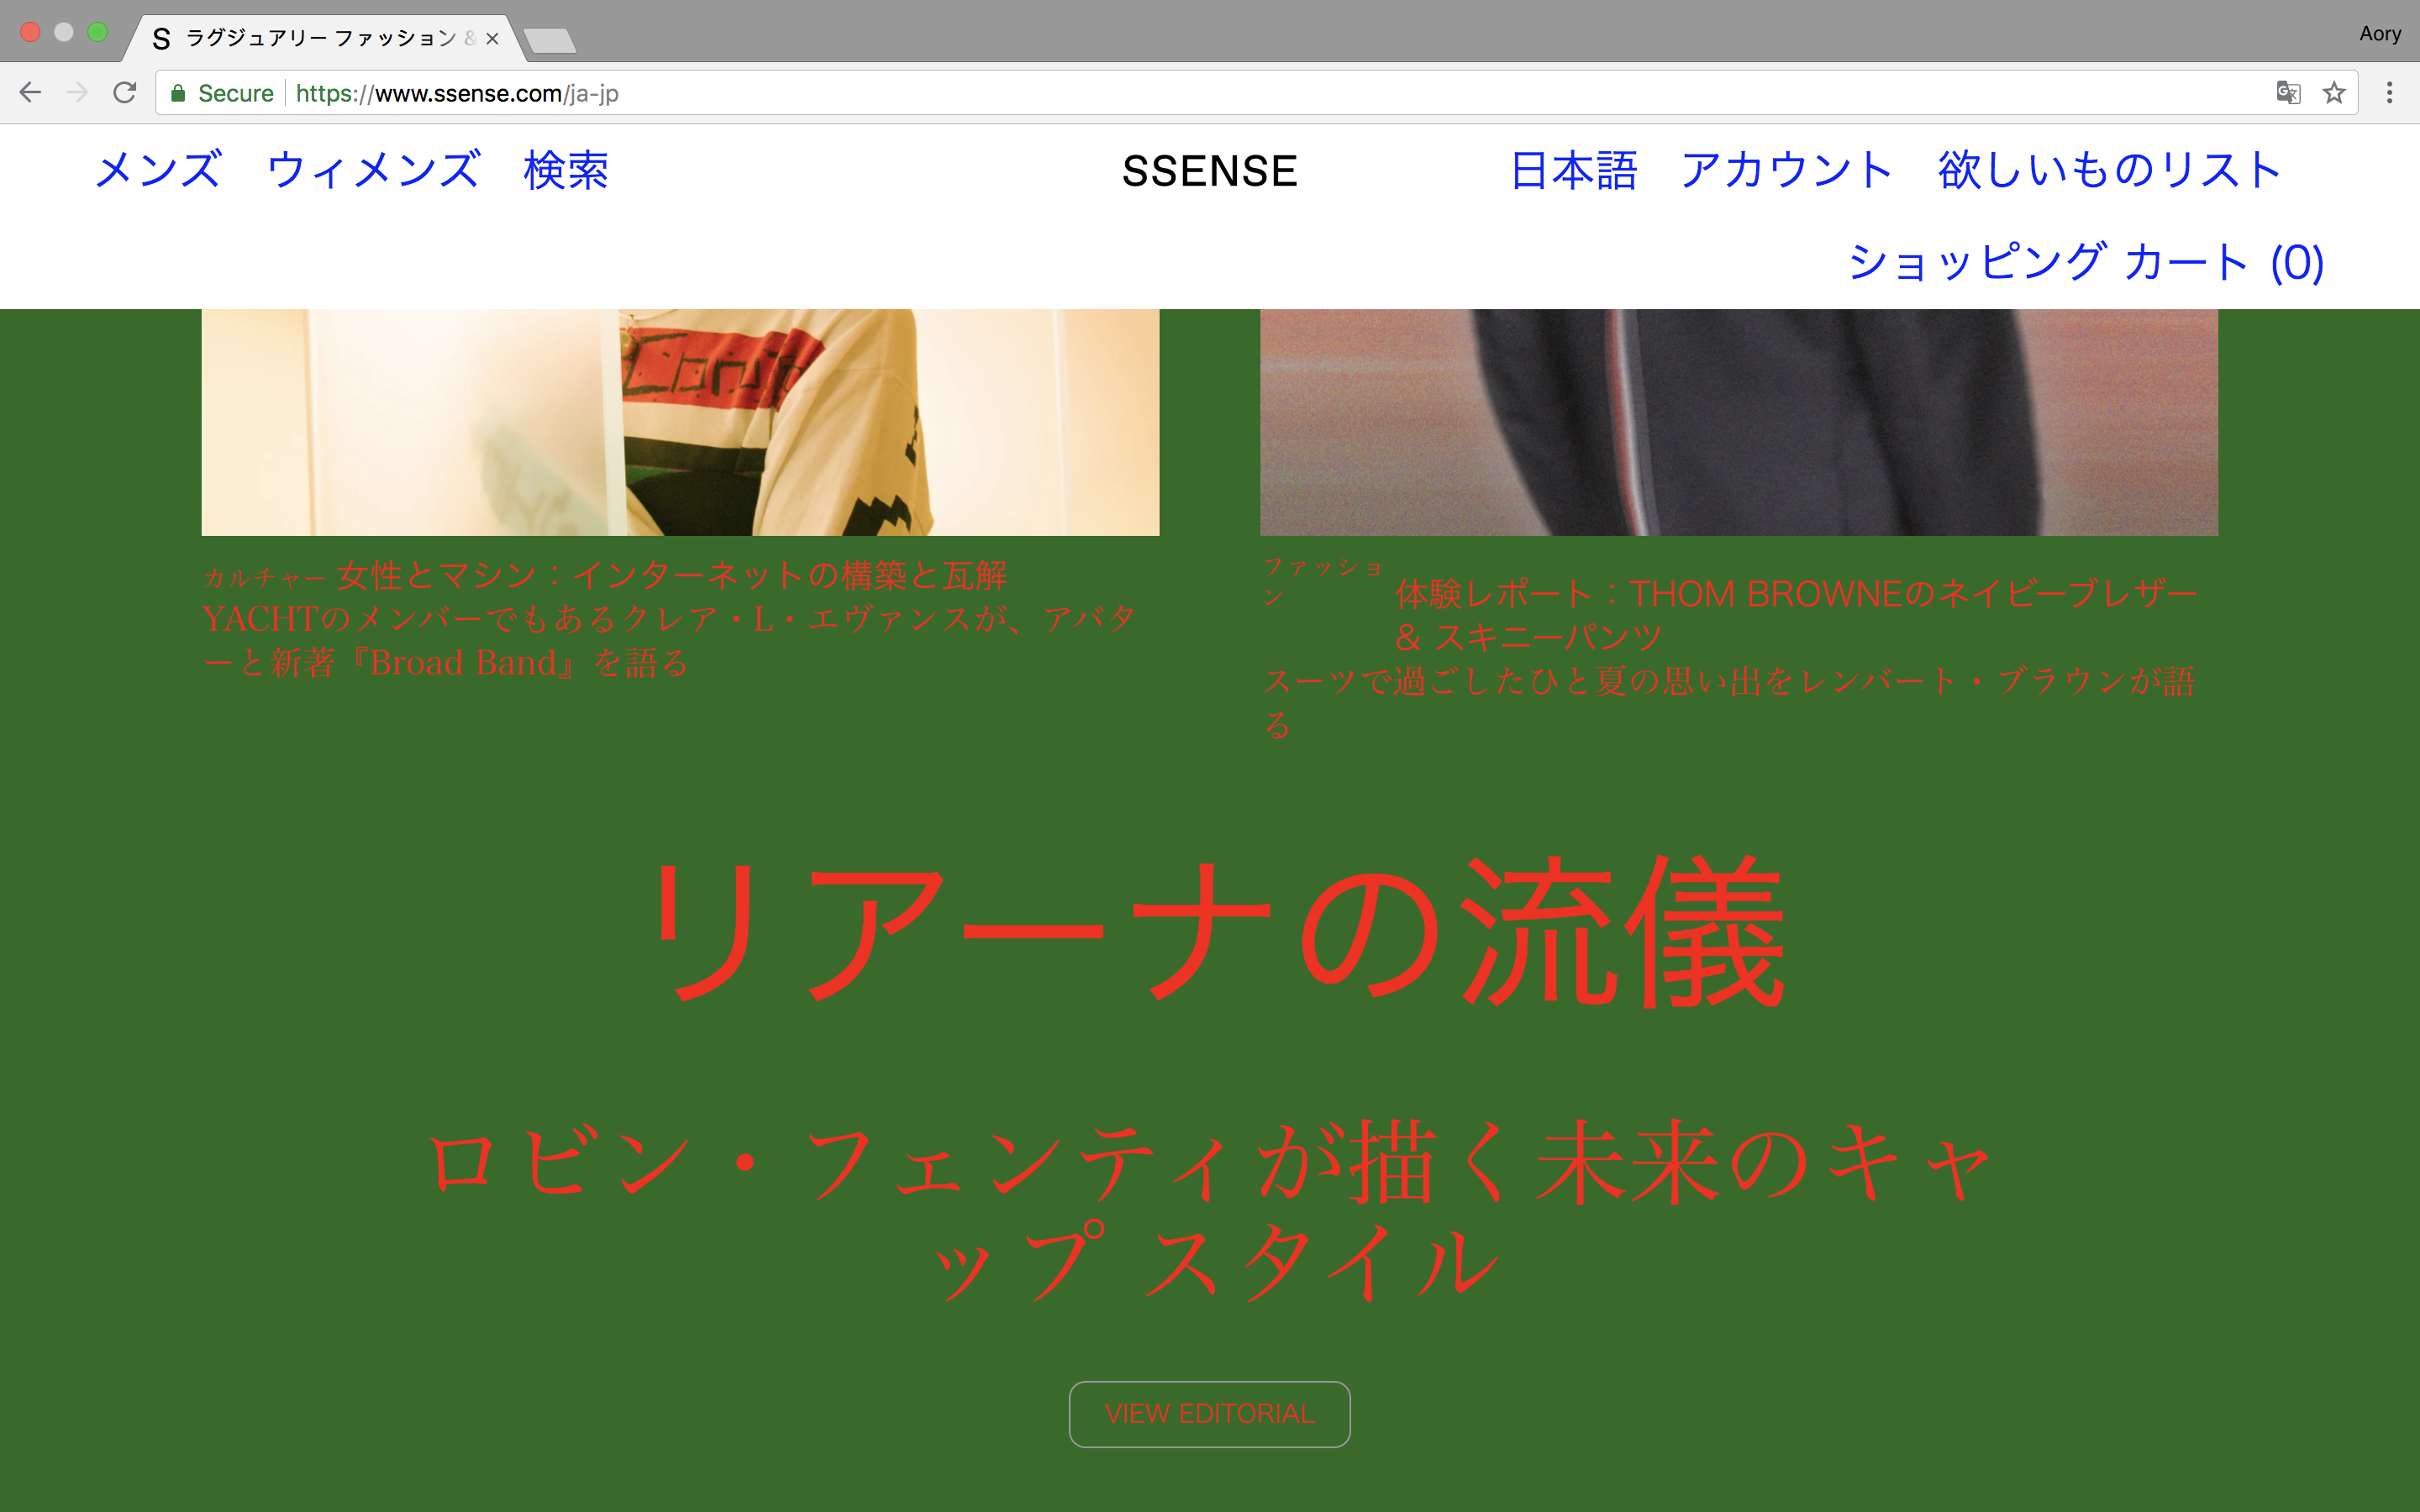 S ラグジュアリー ファッション &
Aory
Secure https://www.ssense.com/ja-jp
メンズ ウィメンズ 検索
SSENSE
日本語 アカウント 欲しいものリスト
ショッピング カート (0)
カルチャー 女性とマシン：インターネットの構築と瓦解
YACHTのメンバーでもあるクレア・L・エヴァンスが、アバタ
ーと新著『Broad Band』を語る
ファッショ
ン
体験レポート：THOM BROWNEのネイビーブレザー
& スキニーパンツ
スーツで過ごしたひと夏の思い出をレンバート・ブラウンが語
る
リアーナの流儀
ロビン・フェンティが描く未来のキャ
ップ スタイル
VIEW EDITORIAL